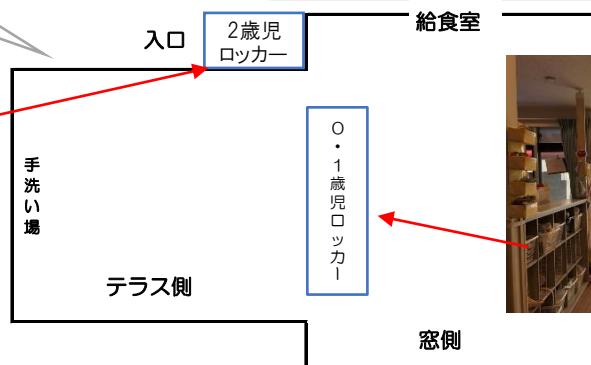 入口
2歳児
ロッカー
給食室
0・1歳児ロッカー
手洗い場
テラス側
窓側